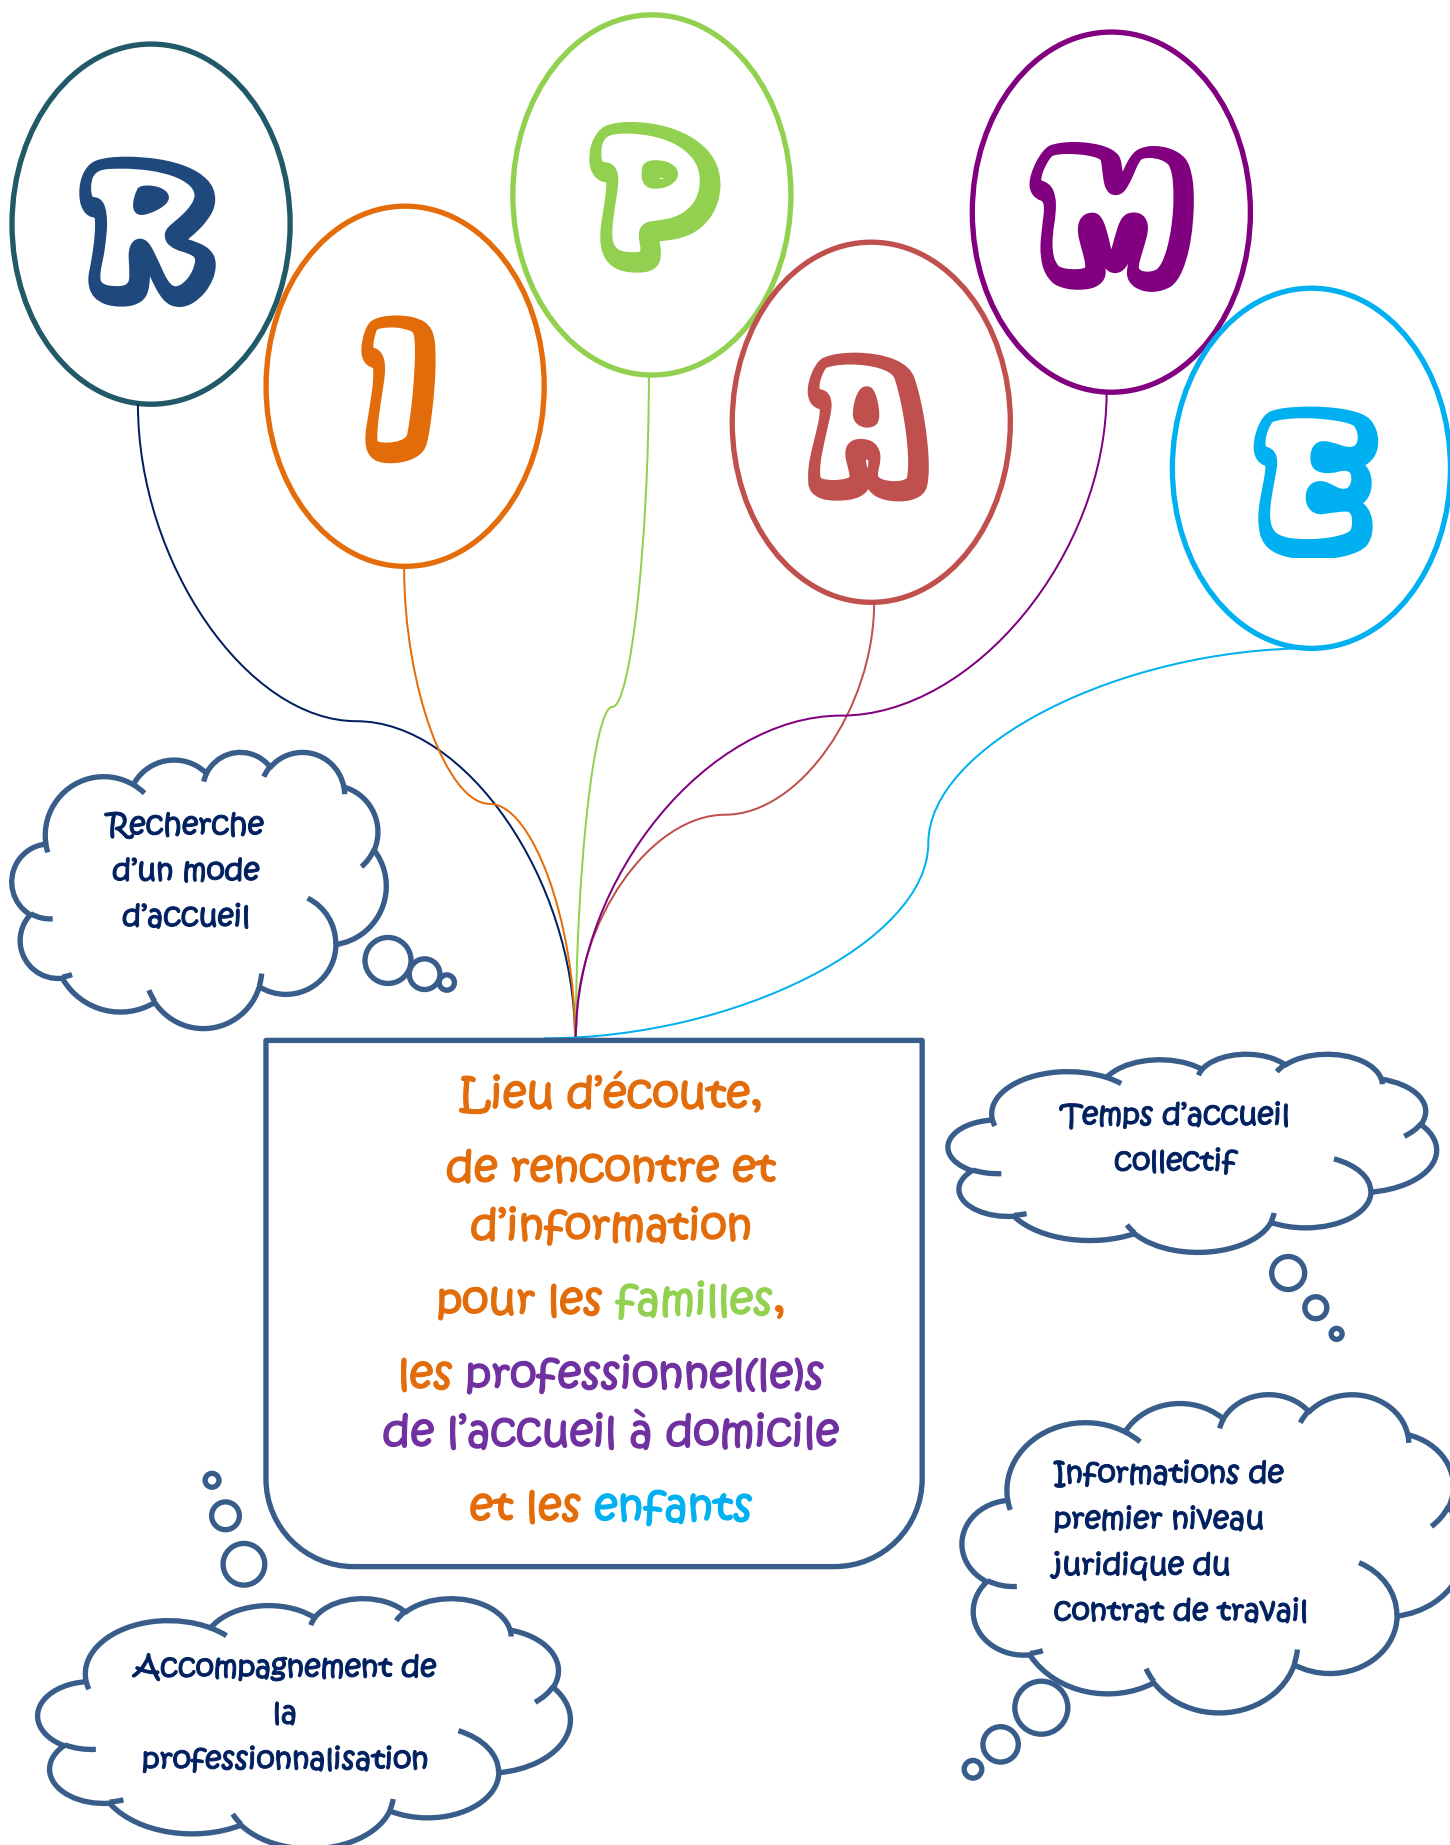 R I P A M E
Recherche
d'un mode
d'accueil
Lieu d'écoute,
de rencontre et
d'information
pour les familles,
les professionnel(le)s
de l'accueil à domicile
et les enfants
Temps d'accueil
collectif
Informations de
premier niveau
juridique du
contrat de travail
Accompagnement de
la
professionnalisation